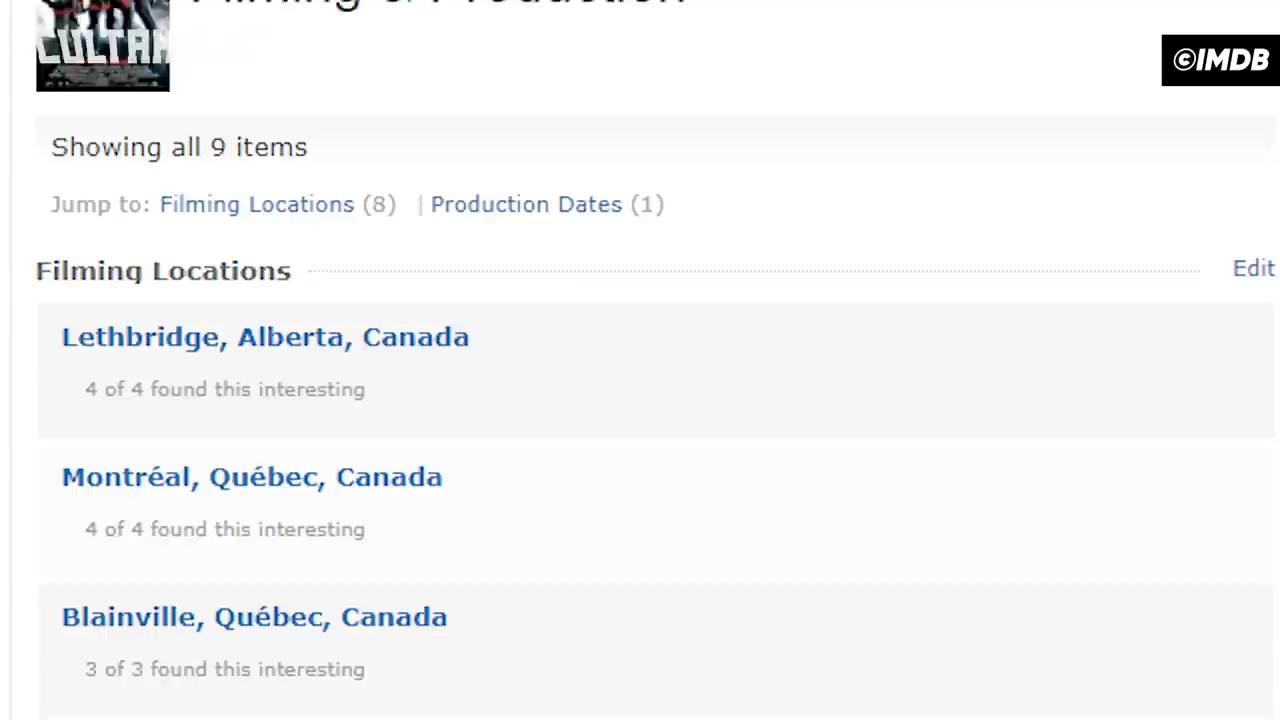 Filming & Production
©IMDB
Showing all 9 items
Jump to: Filming Locations (8) | Production Dates (1)
Filming Locations
Edit
Lethbridge, Alberta, Canada
4 of 4 found this interesting
Montréal, Québec, Canada
4 of 4 found this interesting
Blainville, Québec, Canada
3 of 3 found this interesting